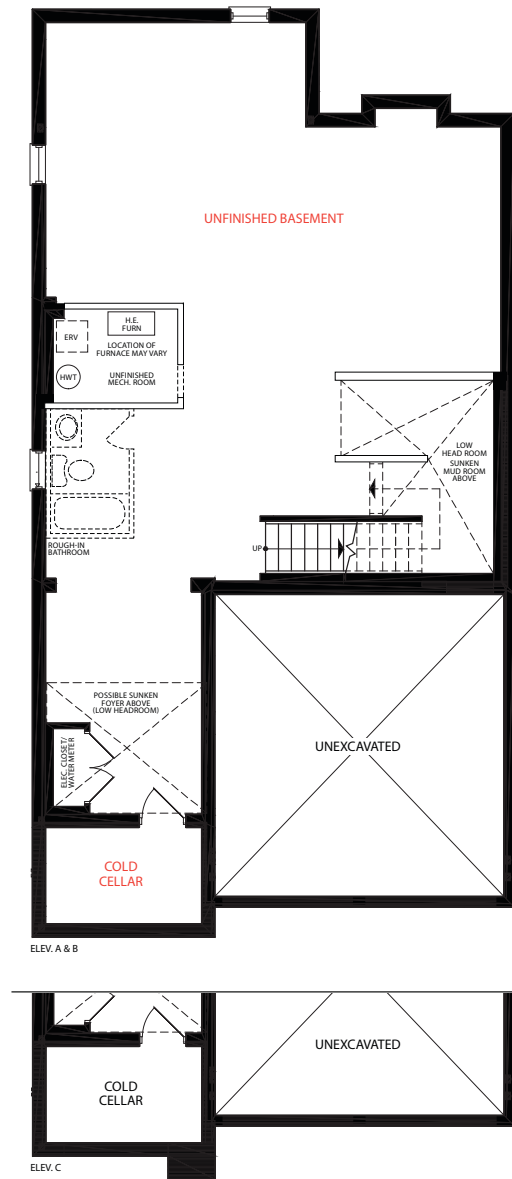 UNFINISHED BASEMENT
H.E.
FURN
ERV
LOCATION OF
FURNACE MAY VARY
HWT
UNFINISHED
MECH. ROOM
LOW
HEAD ROOM
SUNKEN
MUD ROOM
ABOVE
UP
ROUGH-IN
BATHROOM
POSSIBLE SUNKEN
FOYER ABOVE
(LOW HEADROOM)
ELEC. CLOSET/
WATER METER
UNEXCAVATED
COLD
CELLAR
ELEV. A & B
UNEXCAVATED
COLD
CELLAR
ELEV. C